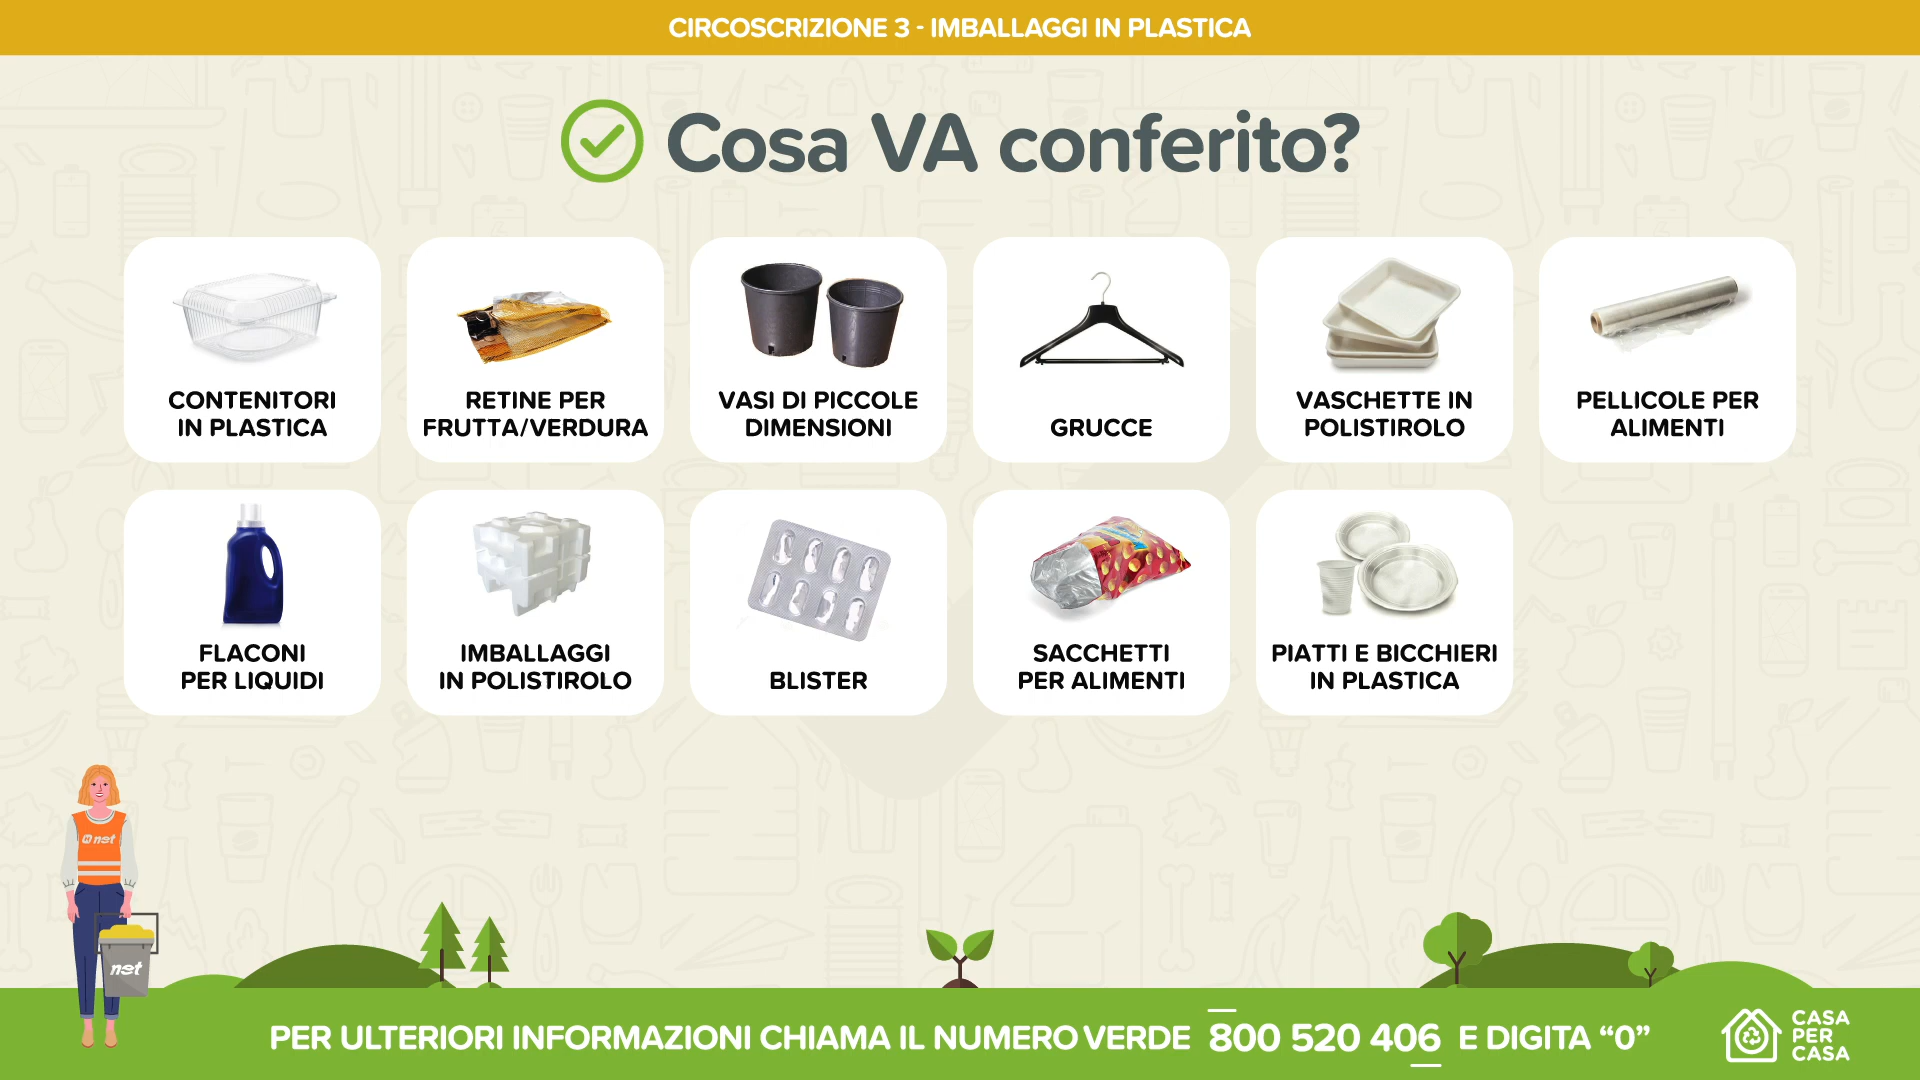 CIRCOSCRIZIONE 3 - IMBALLAGGI IN PLASTICA
Cosa VA conferito?
CONTENITORI
IN PLASTICA
RETINE PER
FRUTTA/VERDURA
VASI DI PICCOLE
DIMENSIONI
GRUCCE
VASCHETTE IN
POLISTIROLO
PELLICOLE PER
ALIMENTI
FLACONI
PER LIQUIDI
IMBALLAGGI
IN POLISTIROLO
BLISTER
SACCHETTI
PER ALIMENTI
PIATTI E BICCHIERI
IN PLASTICA
net
net
PER ULTERIORI INFORMAZIONI CHIAMA IL NUMERO VERDE 800 520 406 E DIGITA “0”
CASA
PER
CASA